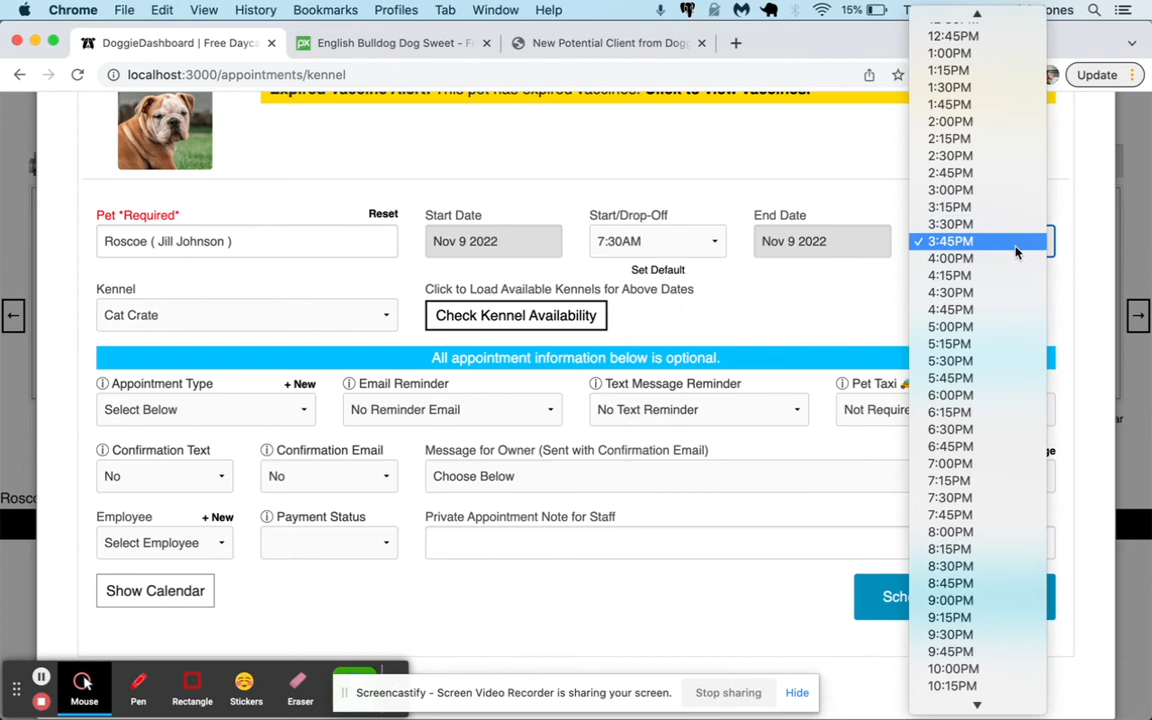 Chrome File Edit View History Bookmarks Profiles Tab Window Help 15% ones
DoggieDashboard | Free Dayca English Bulldog Dog Sweet - F New Potential Client from Dogg
localhost:3000/appointments/kennel Update
Expired Vaccine Alert! This pet has expired vaccines. Click to view vaccines!
Pet *Required* Reset Start Date Start/Drop-Off End Date
Roscoe ( Jill Johnson ) Nov 9 2022 7:30AM Nov 9 2022
Set Default
Kennel Click to Load Available Kennels for Above Dates
Cat Crate Check Kennel Availability
All appointment information below is optional.
Appointment Type + New Email Reminder Text Message Reminder Pet Taxi
Select Below No Reminder Email No Text Reminder Not Require
Confirmation Text Confirmation Email Message for Owner (Sent with Confirmation Email) ge
No No Choose Below
Rosco
Employee + New Payment Status Private Appointment Note for Staff
Select Employee
Show Calendar Sch
12:45PM
1:00PM
1:15PM
1:30PM
1:45PM
2:00PM
2:15PM
2:30PM
2:45PM
3:00PM
3:15PM
3:30PM
✓ 3:45PM
4:00PM
4:15PM
4:30PM
4:45PM
5:00PM
5:15PM
5:30PM
5:45PM
6:00PM
6:15PM
6:30PM
6:45PM
7:00PM
7:15PM
7:30PM
7:45PM
8:00PM
8:15PM
8:30PM
8:45PM
9:00PM
9:15PM
9:30PM
9:45PM
10:00PM
10:15PM
Mouse Pen Rectangle Stickers Eraser
Screencastify - Screen Video Recorder is sharing your screen. Stop sharing Hide